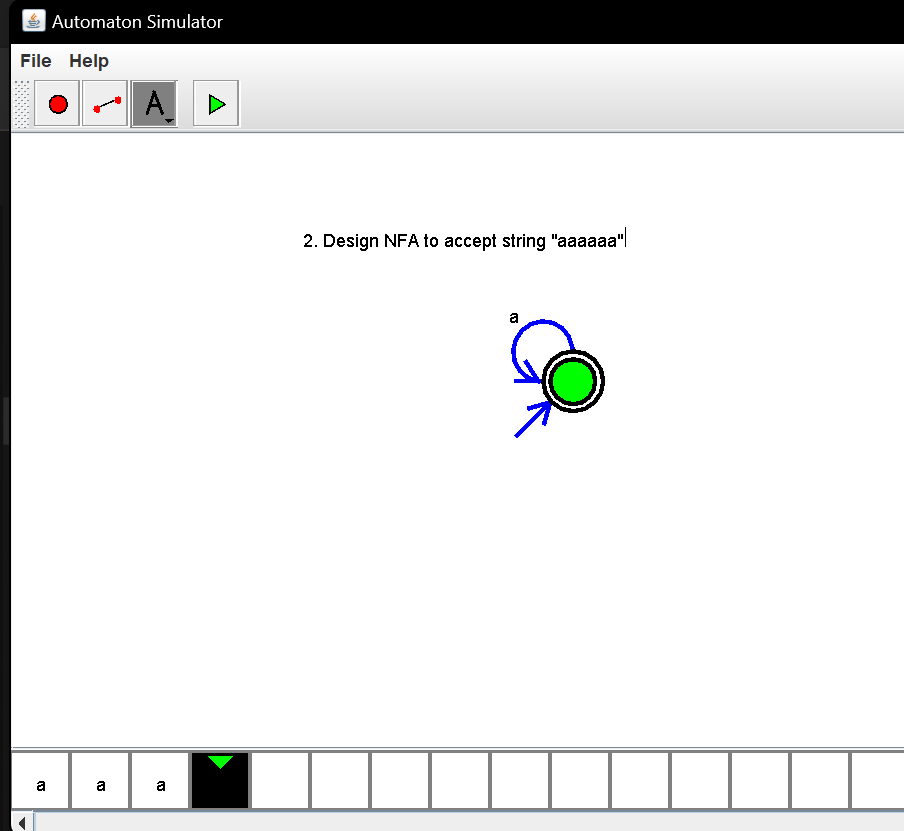 Automaton Simulator
File Help
A
2. Design NFA to accept string "aaaaaa"
a
a a a